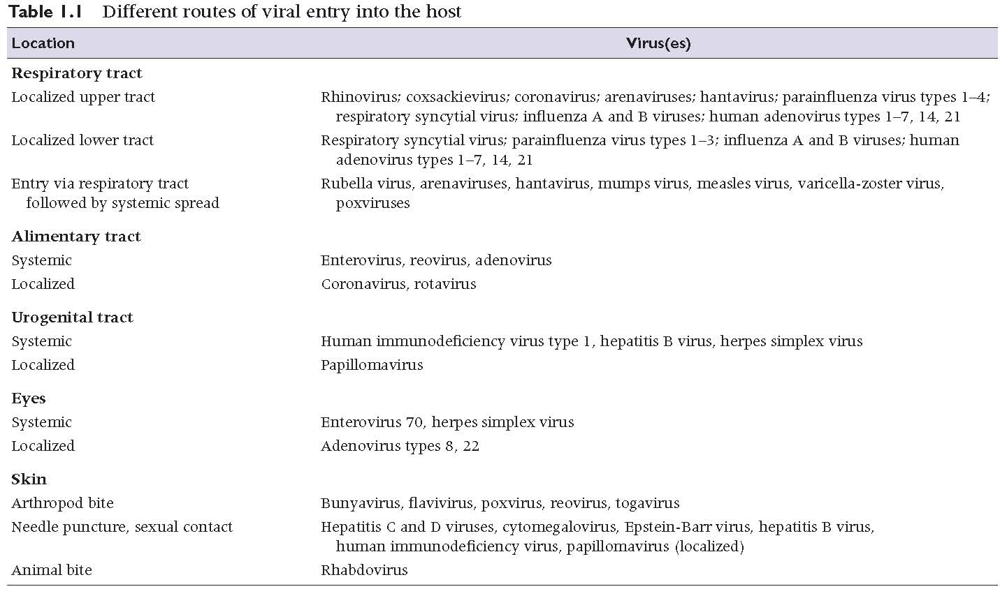 Table 1.1 Different routes of viral entry into the host
Location Virus(es)
Respiratory tract
Localized upper tract Rhinovirus; coxsackievirus; coronavirus; arenaviruses; hantavirus; parainfluenza virus types 1–4;
respiratory syncytial virus; influenza A and B viruses; human adenovirus types 1–7, 14, 21
Localized lower tract Respiratory syncytial virus; parainfluenza virus types 1–3; influenza A and B viruses; human
adenovirus types 1–7, 14, 21
Entry via respiratory tract Rubella virus, arenaviruses, hantavirus, mumps virus, measles virus, varicella-zoster virus,
followed by systemic spread poxviruses
Alimentary tract
Systemic Enterovirus, reovirus, adenovirus
Localized Coronavirus, rotavirus
Urogenital tract
Systemic Human immunodeficiency virus type 1, hepatitis B virus, herpes simplex virus
Localized Papillomavirus
Eyes
Systemic Enterovirus 70, herpes simplex virus
Localized Adenovirus types 8, 22
Skin
Arthropod bite Bunyavirus, flavivirus, poxvirus, reovirus, togavirus
Needle puncture, sexual contact Hepatitis C and D viruses, cytomegalovirus, Epstein-Barr virus, hepatitis B virus,
human immunodeficiency virus, papillomavirus (localized)
Animal bite Rhabdovirus